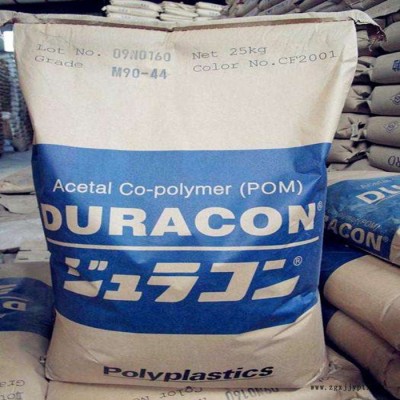 Lot No. 09N0160 Net 25kg
Grade M90-44 Color No.CF2001
Acetal Co-polymer (POM)
DURACON®
ジュラコン®
Polyplastics
DURACON